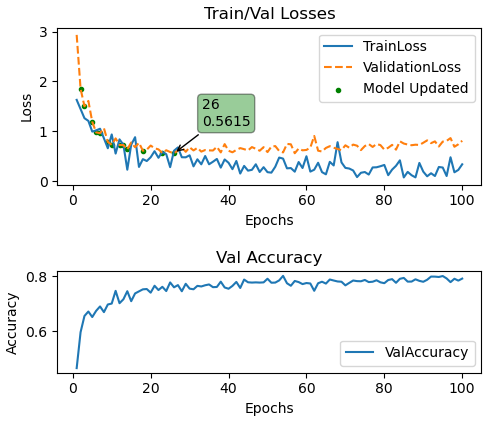 Train/Val Losses
3
2
1
0
Loss
TrainLoss
ValidationLoss
Model Updated
26
0.5615
0 20 40 60 80 100
Epochs
Val Accuracy
0.8
0.6
Accuracy
ValAccuracy
0 20 40 60 80 100
Epochs